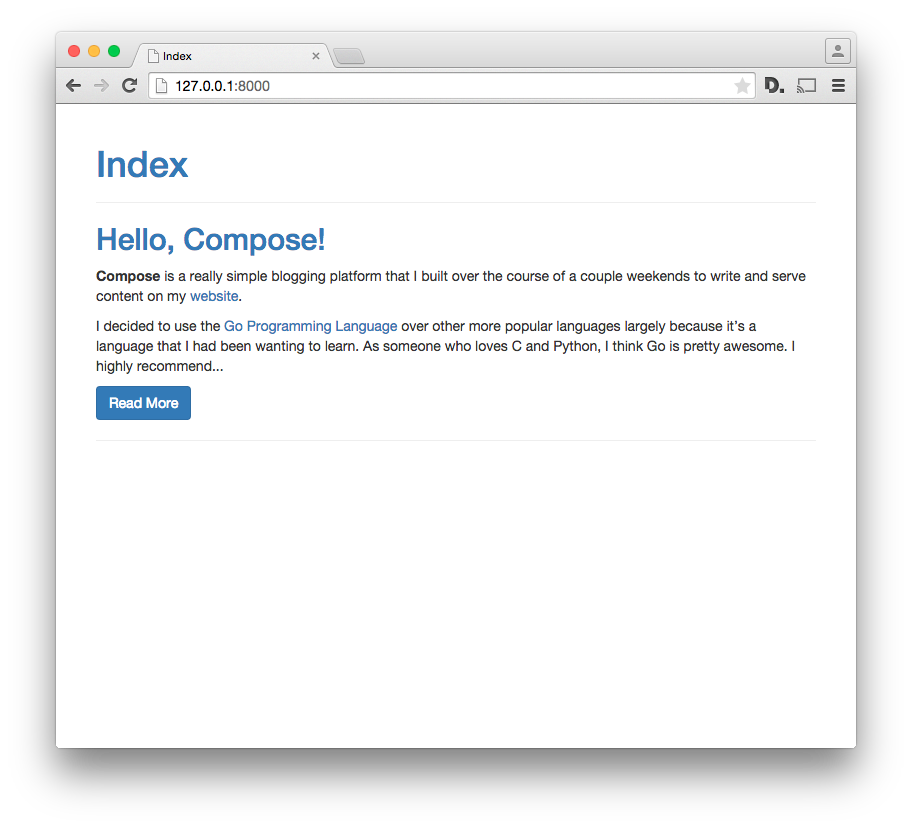 Index
127.0.0.1:8000
D.
Index
Hello, Compose!
Compose is a really simple blogging platform that I built over the course of a couple weekends to write and serve
content on my website.
I decided to use the Go Programming Language over other more popular languages largely because it’s a
language that I had been wanting to learn. As someone who loves C and Python, I think Go is pretty awesome. I
highly recommend...
Read More